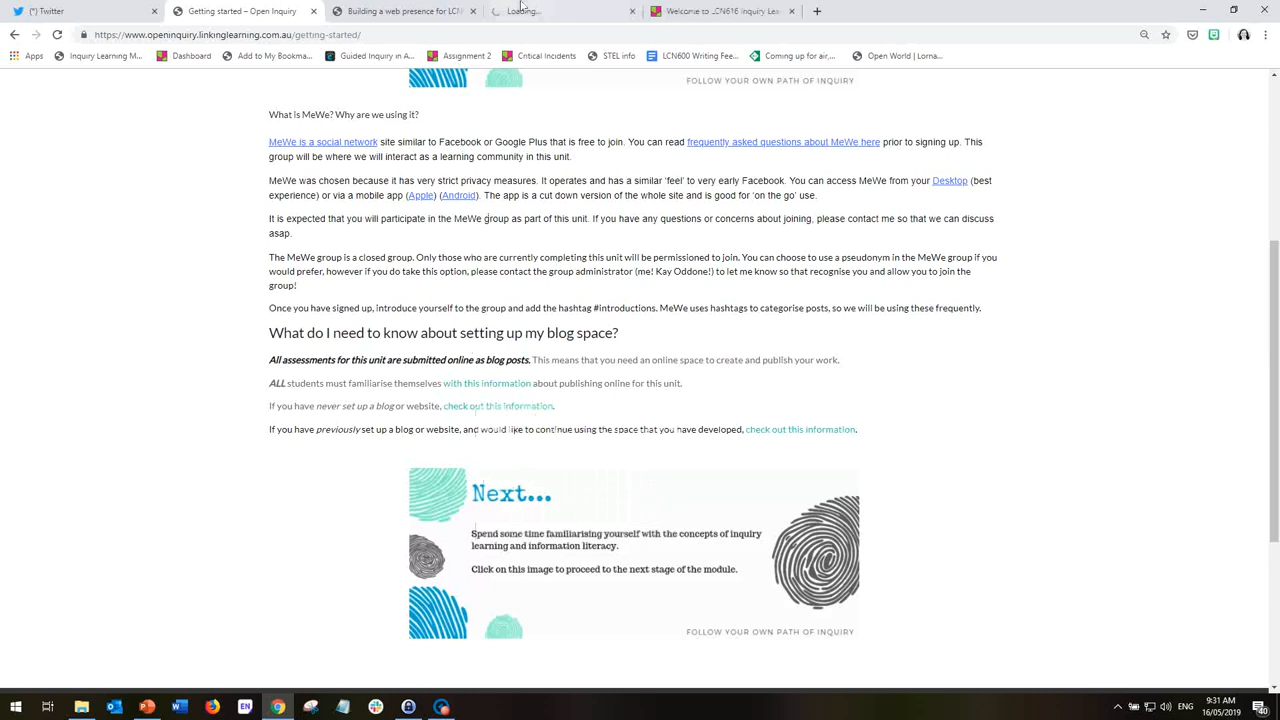 (*) Twitter
Getting started – Open Inquiry
Building a web presence for LCN
Loading...
Welcome to LCN616 Inquiry Lea
https://www.openinquiry.linkinglearning.com.au/getting-started/
Apps
Inquiry Learning M...
Dashboard
Add to My Bookma...
Guided Inquiry in A...
Assignment 2
Critical Incidents
STEL info
LCN600 Writing Fee...
Coming up for air,...
Open World | Lorna...
FOLLOW YOUR OWN PATH OF INQUIRY
What is MeWe? Why are we using it?
MeWe is a social network site similar to Facebook or Google Plus that is free to join. You can read frequently asked questions about MeWe here prior to signing up. This
group will be where we will interact as a learning community in this unit.
MeWe was chosen because it has very strict privacy measures. It operates and has a similar 'feel' to very early Facebook. You can access MeWe from your Desktop (best
experience) or via a mobile app (Apple) (Android). The app is a cut down version of the whole site and is good for 'on the go' use.
It is expected that you will participate in the MeWe group as part of this unit. If you have any questions or concerns about joining, please contact me so that we can discuss
asap.
The MeWe group is a closed group. Only those who are currently completing this unit will be permissioned to join. You can choose to use a pseudonym in the MeWe group if you
would prefer, however if you do take this option, please contact the group administrator (me! Kay Oddone!) to let me know so that recognise you and allow you to join the
group!
Once you have signed up, introduce yourself to the group and add the hashtag #introductions. MeWe uses hashtags to categorise posts, so we will be using these frequently.
What do I need to know about setting up my blog space?
All assessments for this unit are submitted online as blog posts. This means that you need an online space to create and publish your work.
ALL students must familiarise themselves with this information about publishing online for this unit.
If you have never set up a blog or website, check out this information.
If you have previously set up a blog or website, and would like to continue using the space that you have developed, check out this information.
Next...
Spend some time familiarising yourself with the concepts of inquiry
learning and information literacy.
Click on this image to proceed to the next stage of the module.
FOLLOW YOUR OWN PATH OF INQUIRY
EN
ENG
9:31 AM
16/05/2019
40